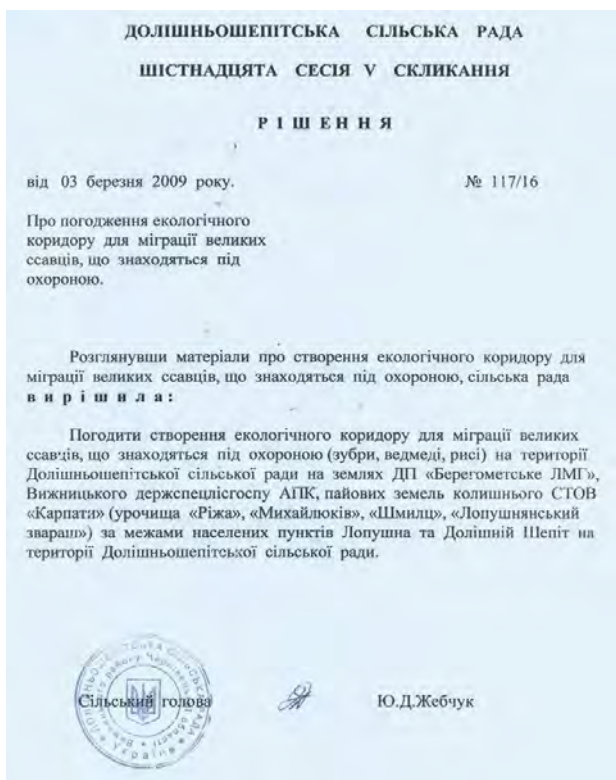 ДОЛІШНЬОШЕПІТСЬКА СІЛЬСЬКА РАДА
ШІСТНАДЦЯТА СЕСІЯ V СКЛИКАННЯ
Р І Ш Е Н Н Я
від 03 березня 2009 року. № 117/16
Про погодження екологічного
коридору для міграції великих
ссавців, що знаходяться під
охороною.
Розглянувши матеріали про створення екологічного коридору для
міграції великих ссавців, що знаходяться під охороною, сільська рада
в и р і ш и л а :
Погодити створення екологічного коридору для міграції великих
ссавців, що знаходяться під охороною (зубри, ведмеді, рисі) на території
Долішньошепітської сільської ради на землях ДП «Берегометське ЛМГ»,
Вижницького держспецлісгоспу АПК, пайових земель колишнього СТОВ
«Карпати» (урочища «Ріжа», «Михайлюків», «Шмилц», «Лопушнянський
звараш») за межами населених пунктів Лопушна та Долішній Шепіт на
території Долішньошепітської сільської ради.
Сільський голова Ю.Д.Жебчук
Україна